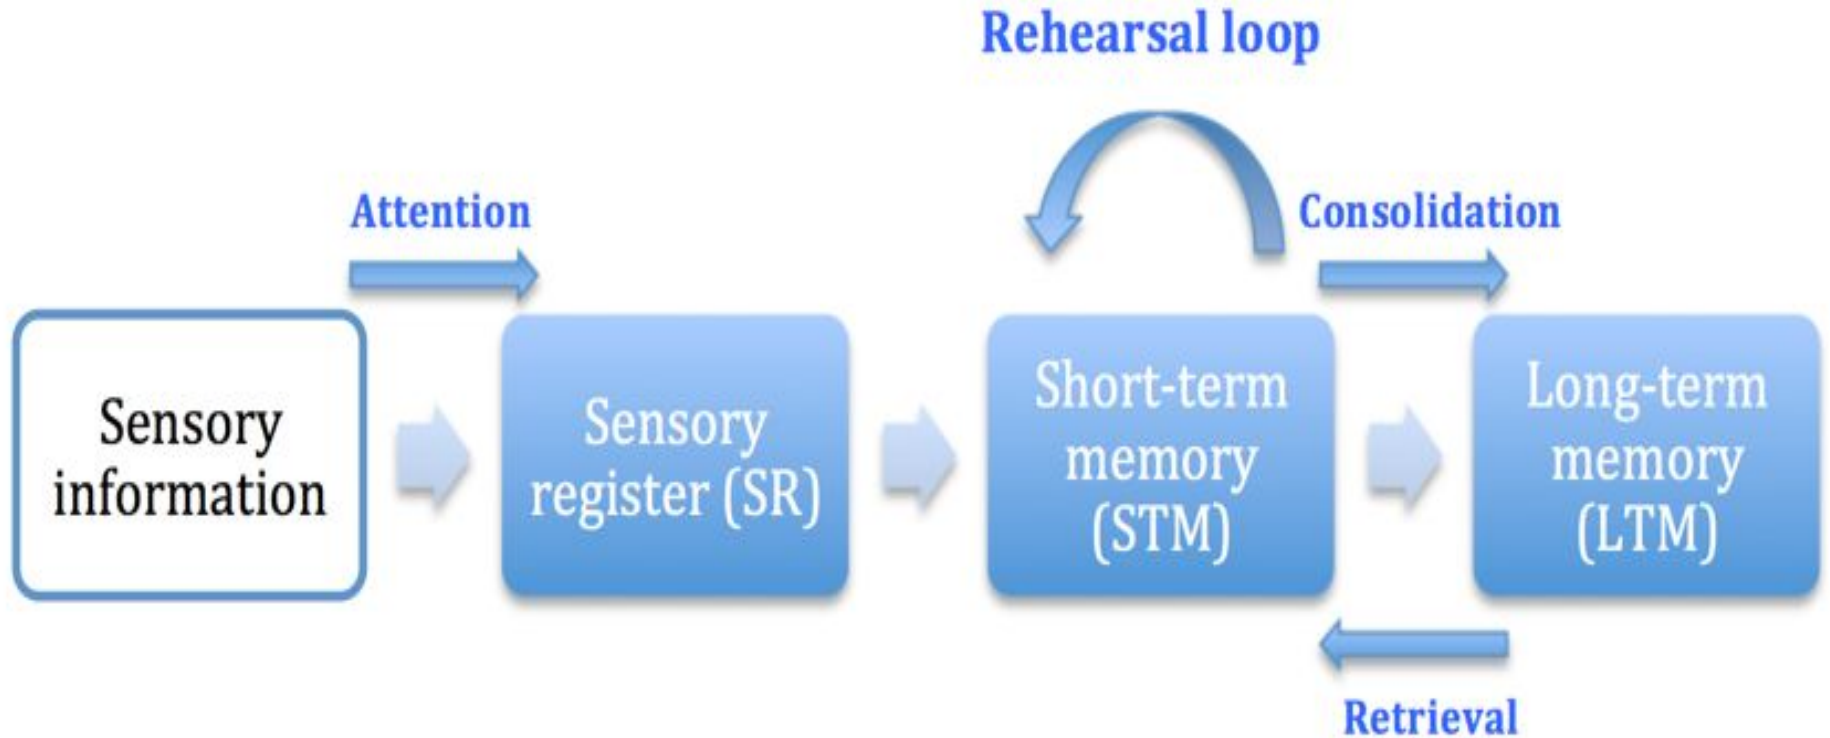 Rehearsal loop
Attention
Consolidation
Sensory
information
Sensory
register (SR)
Short-term
memory
(STM)
Long-term
memory
(LTM)
Retrieval